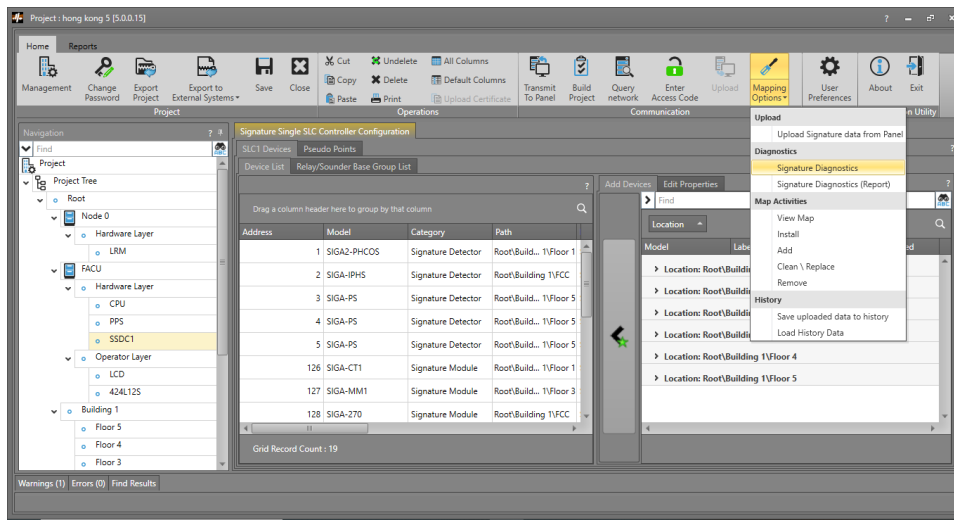 Project : hong kong 5 [5.0.0.15]
Home Reports
Management
Change Password
Export Project
Export to External Systems
Save
Close
Project
Cut
Copy
Paste
Undelete
Delete
Print
All Columns
Default Columns
Upload Certificate
Operations
Transmit To Panel
Build Project
Query network
Enter Access Code
Upload
Mapping Options
Communication
User Preferences
About
Exit
n Utility
Upload
Upload Signature data from Panel
Diagnostics
Signature Diagnostics
Signature Diagnostics (Report)
Map Activities
View Map
Install
Add
Clean \ Replace
Remove
History
Save uploaded data to history
Load History Data
Navigation
Find
ABC
Project
Project Tree
Root
Node 0
Hardware Layer
LRM
FACU
Hardware Layer
CPU
PPS
SSDC1
Operator Layer
LCD
424L12S
Building 1
Floor 5
Floor 4
Floor 3
Signature Single SLC Controller Configuration
SLC1 Devices Pseudo Points
Device List Relay/Sounder Base Group List
Drag a column header here to group by that column
Address Model Category Path
1 SIGA2-PHCOS Signature Detector Root\Build... 1\Floor 1
2 SIGA-IPHS Signature Detector Root\Building 1\FCC
3 SIGA-PS Signature Detector Root\Build... 1\Floor 5
4 SIGA-PS Signature Detector Root\Build... 1\Floor 5
5 SIGA-PS Signature Detector Root\Build... 1\Floor 5
126 SIGA-CT1 Signature Module Root\Build... 1\Floor 1
127 SIGA-MM1 Signature Module Root\Build... 1\Floor 3
128 SIGA-270 Signature Module Root\Building 1\FCC
Grid Record Count : 19
Add Devices Edit Properties
Find
ABC
Location
Model Labe d
Location: Root\Buildi
Location: Root\Buildi
Location: Root\Buildi
Location: Root\Buildi
Location: Root\Building 1\Floor 4
Location: Root\Building 1\Floor 5
Warnings (1) Errors (0) Find Results